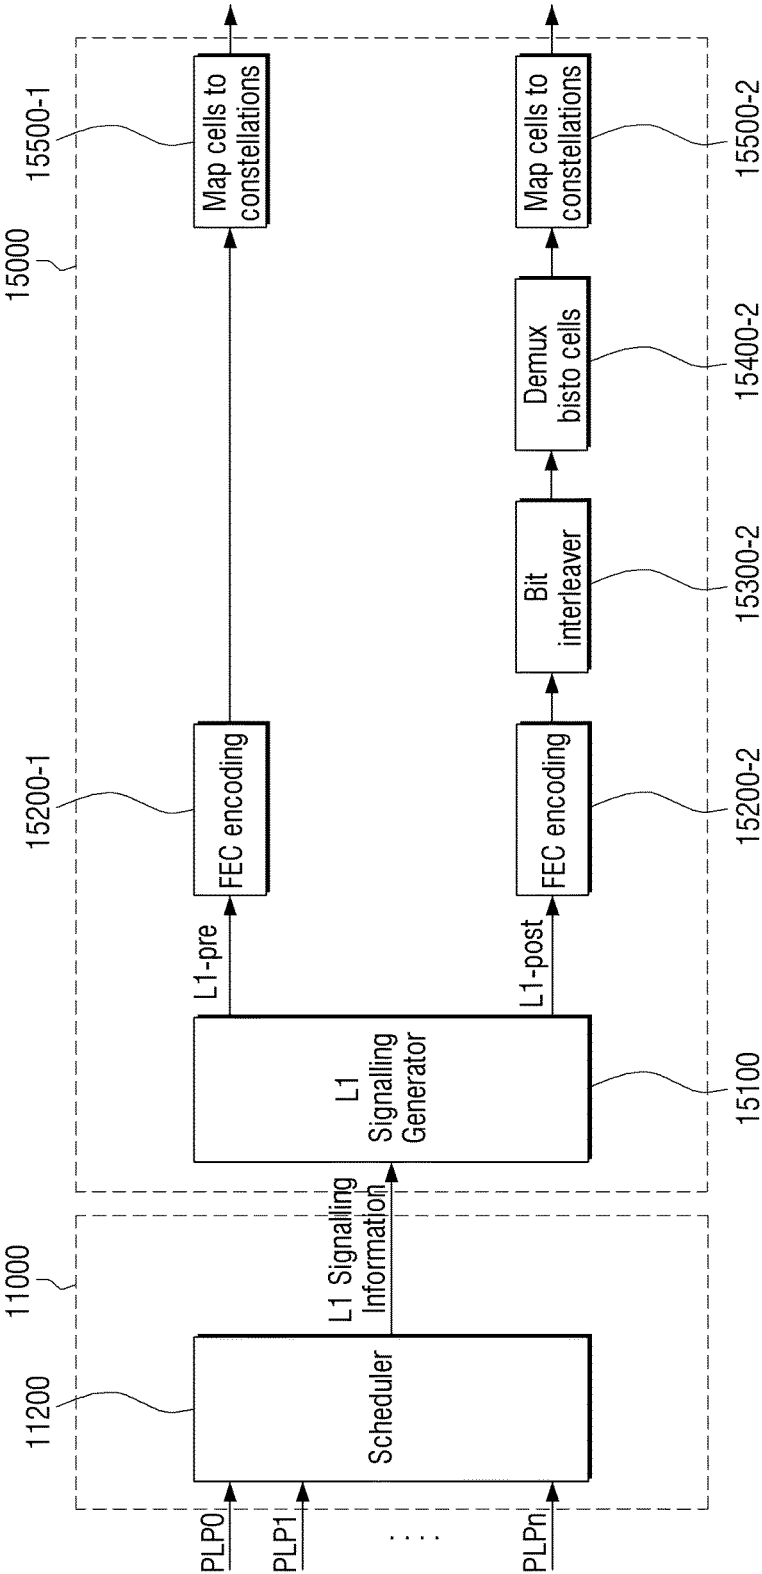 11000
15000
11200
15200-1
15500-1
PLP0
PLP1
. . . .
PLPn
Scheduler
L1 Signalling
Information
L1
Signalling
Generator
L1-pre
FEC encoding
Map cells to
constellations
L1-post
FEC encoding
Bit
interleaver
Demux
bisto cells
Map cells to
constellations
15100
15200-2
15300-2
15400-2
15500-2